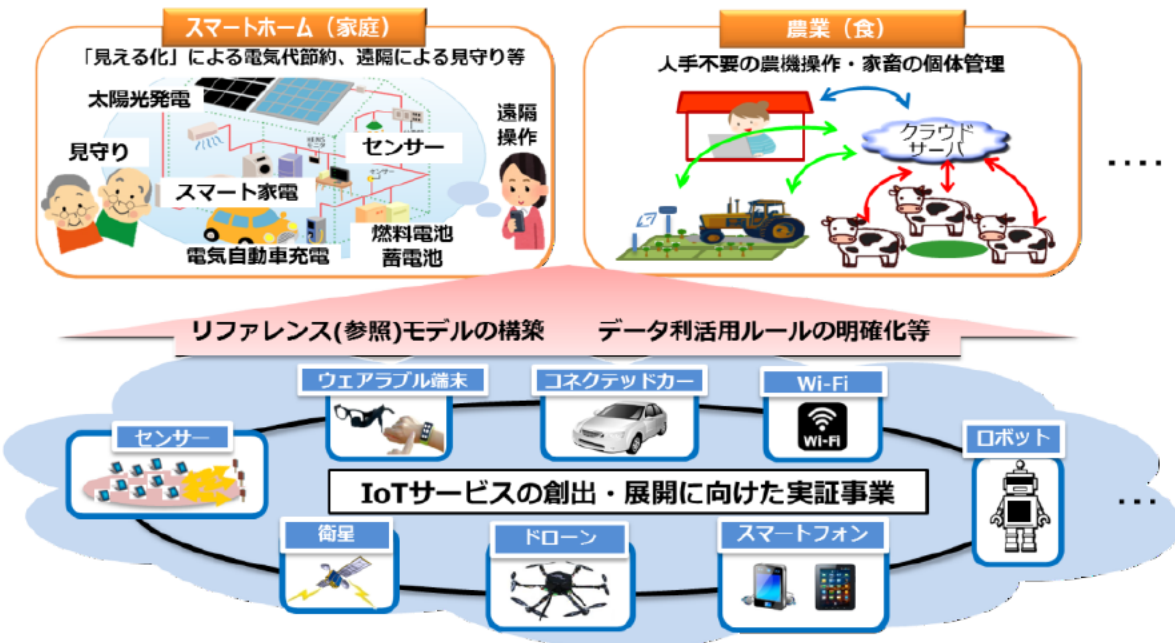 スマートホーム（家庭）
「見える化」による電気代節約、遠隔による見守り等
太陽光発電
遠隔
操作
センサー
見守り
センサー
スマート家電
燃料電池
蓄電池
電気自動車充電
農業（食）
人手不要の農機操作・家畜の個体管理
クラウド
サーバ
‥‥
リファレンス(参照)モデルの構築
データ利活用ルールの明確化等
ウェアラブル端末
コネクテッドカー
Wi-Fi
Wi-Fi
センサー
ロボット
IoTサービスの創出・展開に向けた実証事業
…
衛星
ドローン
スマートフォン